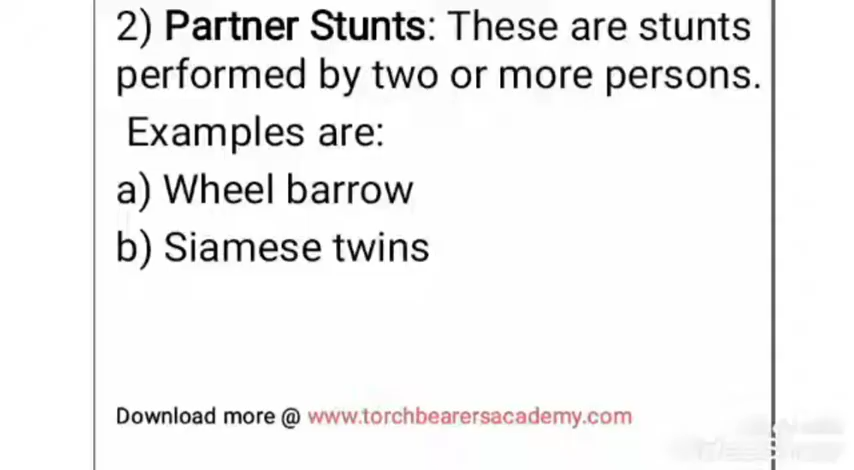 2) Partner Stunts: These are stunts
performed by two or more persons.
Examples are:
a) Wheel barrow
b) Siamese twins
Download more @ www.torchbearersacademy.com